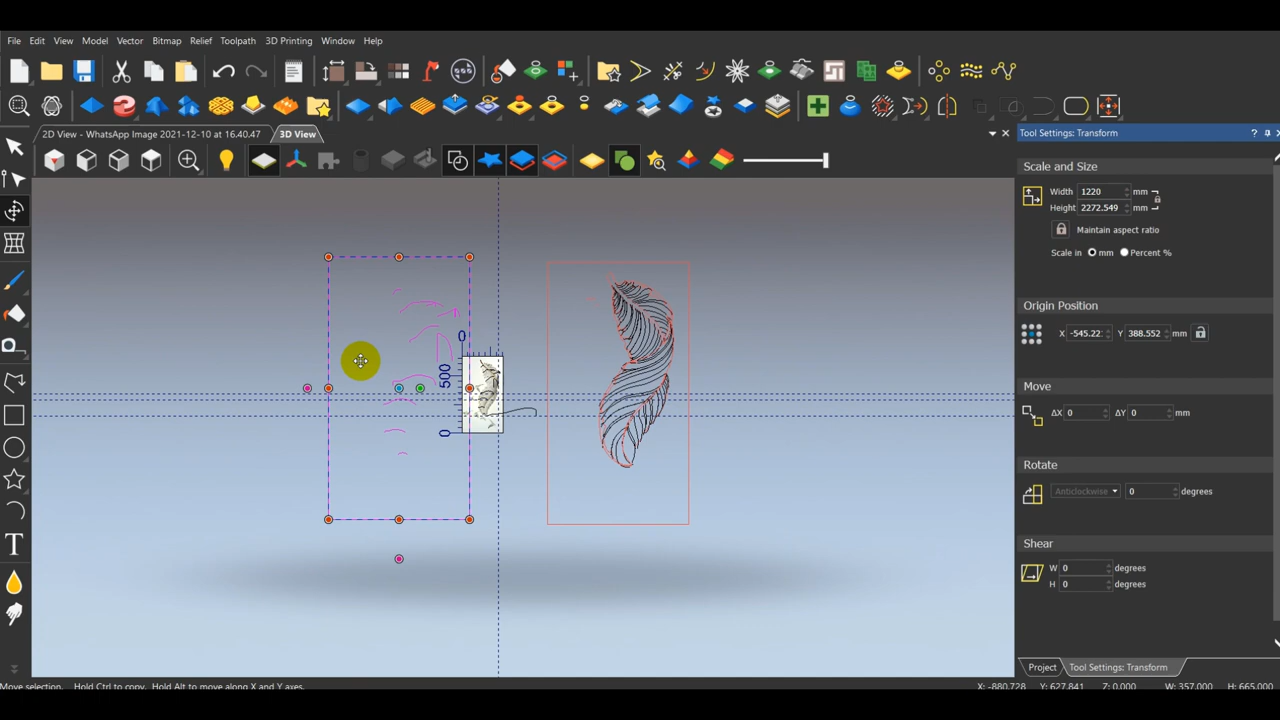 File Edit View Model Vector Bitmap Relief Toolpath 3D Printing Window Help
2D View - WhatsApp Image 2021-12-10 at 16.40.47 3D View
Tool Settings: Transform ?
Scale and Size
Width 1220 mm
Height 2272.549 mm
Maintain aspect ratio
Scale in mm Percent %
Origin Position
X -545.22 Y 388.552 mm
Move
ΔX 0 ΔY 0 mm
Rotate
Anticlockwise 0 degrees
Shear
W 0 degrees
H 0 degrees
0
500
0
T
Project Tool Settings: Transform
Move selection. Hold Ctrl to copy. Hold Alt to move along X and Y axes. X: -880.728 Y: 627.841 Z: 0.000 W: 357.000 H: 665.000